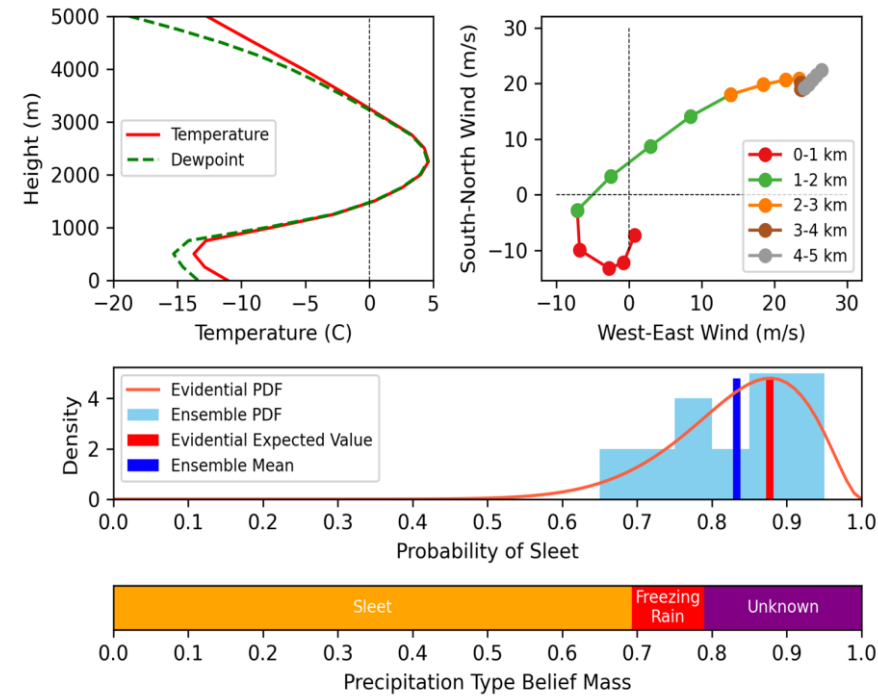 5000
4000
3000
2000
1000
0
Height (m)
Temperature
Dewpoint
−20
−15
−10
−5
0
5
Temperature (C)
30
20
10
0
−10
South-North Wind (m/s)
0-1 km
1-2 km
2-3 km
3-4 km
4-5 km
−10
0
10
20
30
West-East Wind (m/s)
4
2
0
Density
Evidential PDF
Ensemble PDF
Evidential Expected Value
Ensemble Mean
0.0
0.1
0.2
0.3
0.4
0.5
0.6
0.7
0.8
0.9
1.0
Probability of Sleet
Sleet
Freezing
Rain
Unknown
0.0
0.1
0.2
0.3
0.4
0.5
0.6
0.7
0.8
0.9
1.0
Precipitation Type Belief Mass